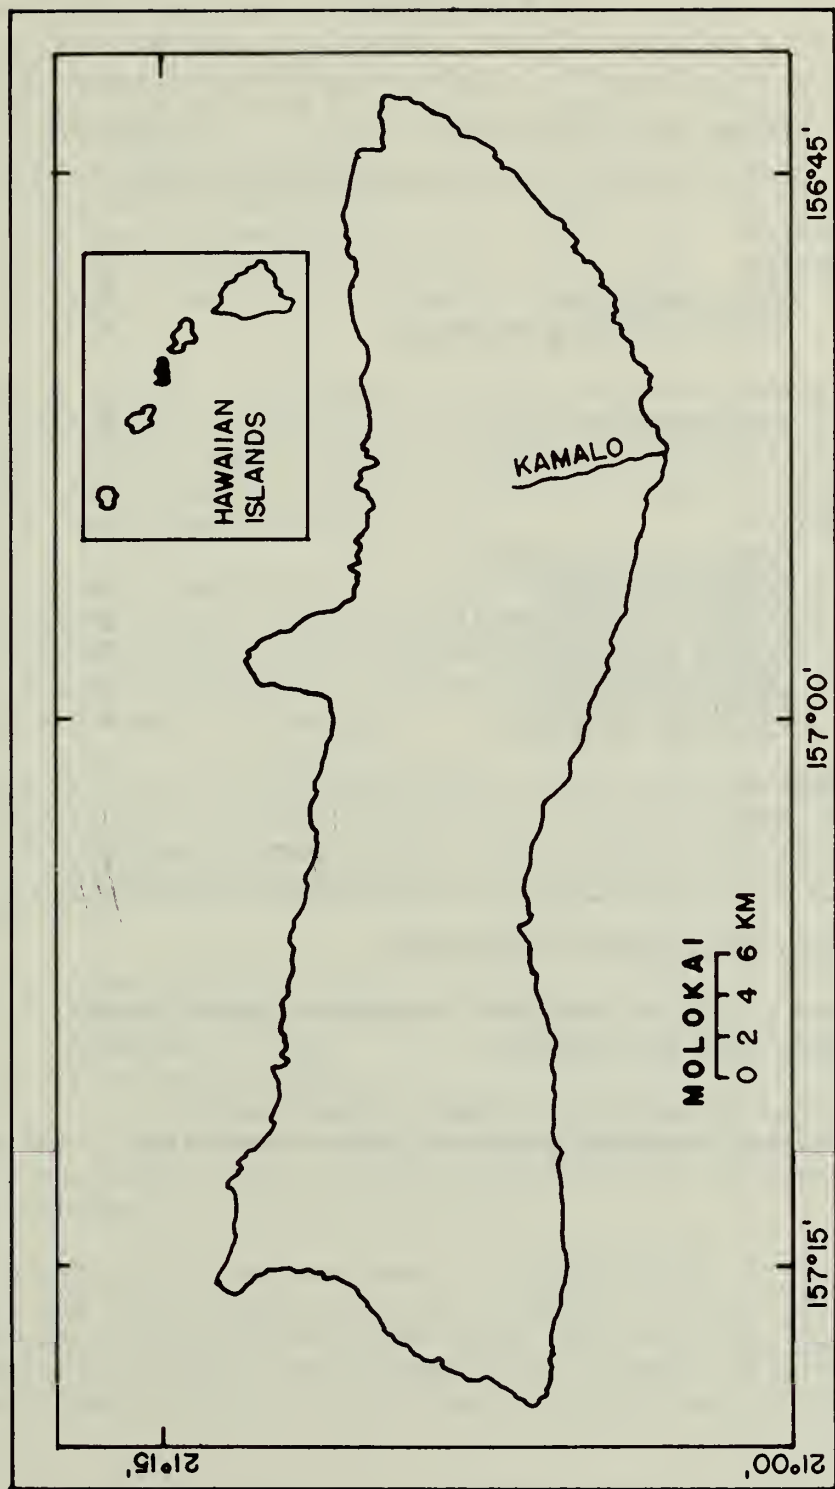 HAWAIIAN
ISLANDS
KAMALO
MOLOKAI
0 2 4 6 KM
21°15'
21°00'
157°15'
157°00'
156°45'